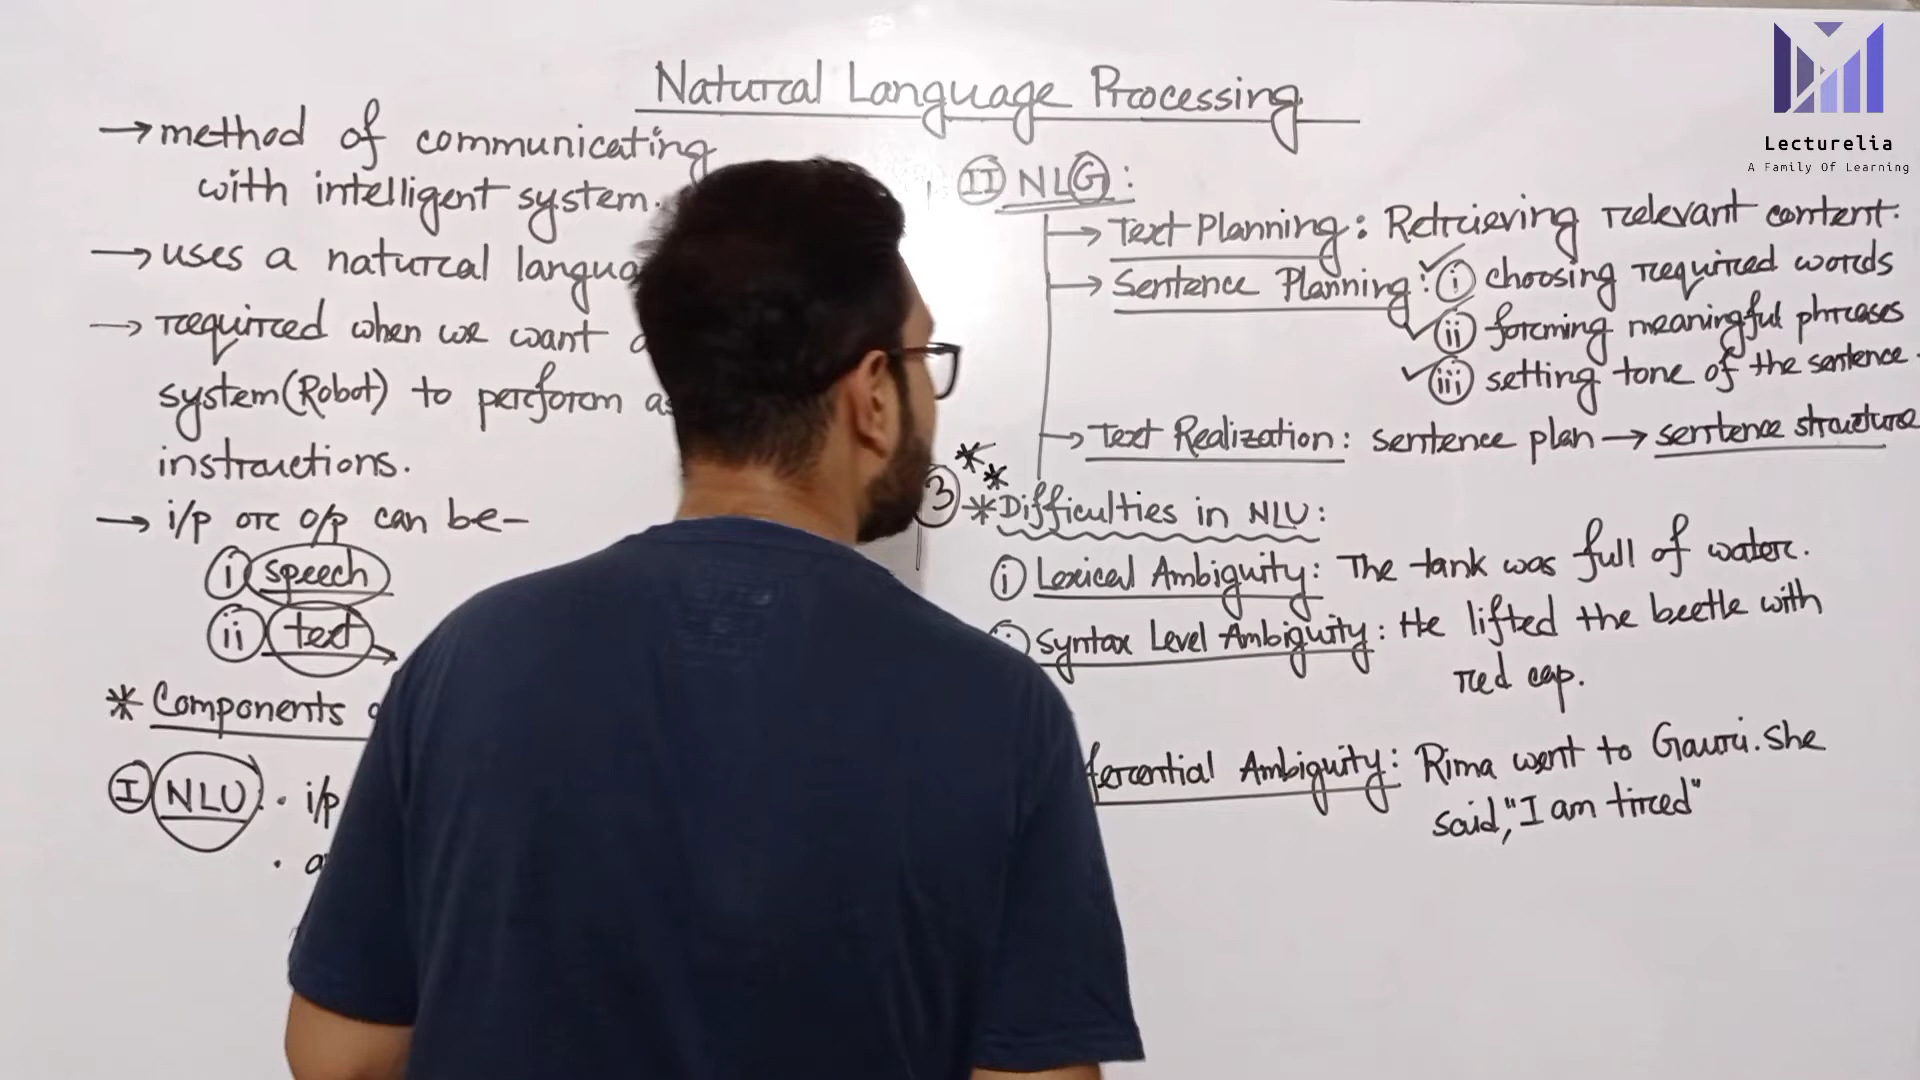 Natural Language Processing
→ method of communicating
with intelligent system.
→ uses a natural
→ required when we want
system(Robot) to perform
instructions.
→ i/p or o/p can be-
i speech
ii text
* Components
I NLU: · i/p
II NLG:
→ Text Planning: Retrieving relevant content.
→ Sentence Planning: i choosing required words
ii forming meaningful phrases
iii setting tone of the sentence.
→ Text Realization: sentence plan → sentence structure
3 * Difficulties in NLU:
i Lexical Ambiguity: The tank was full of water.
Syntax Level Ambiguity: He lifted the beetle with
red cap.
Ambiguity: Rima went to Gauri. She
said,"I am tired"
Lecturelia
A Family Of Learning